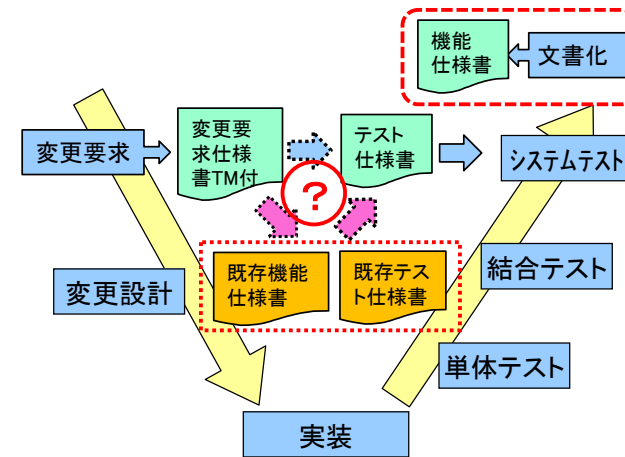 機能
仕様書
文書化
変更要求
変更要
求仕様
書TM付
テスト
仕様書
システムテスト
?
既存機能
仕様書
既存テス
ト仕様書
変更設計
結合テスト
単体テスト
実装